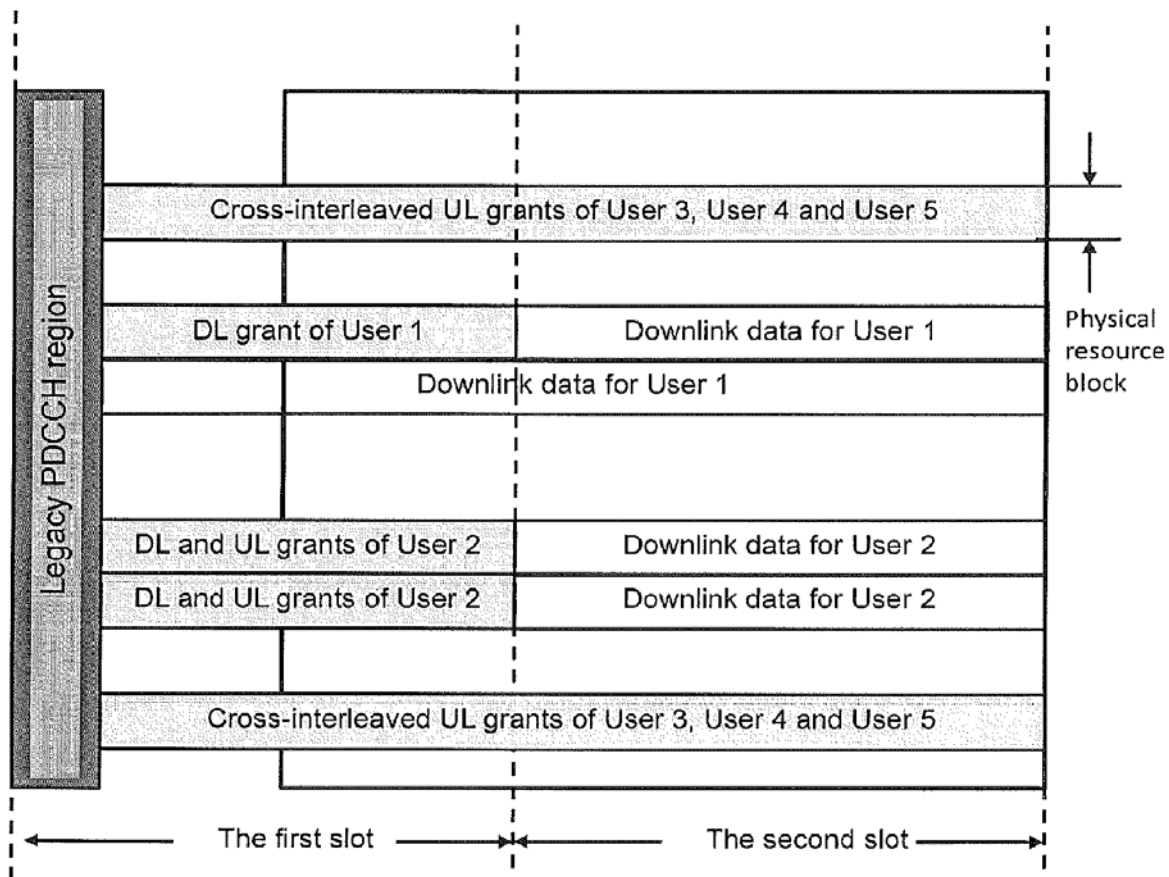 Legacy PDCCH region
Cross-interleaved UL grants of User 3, User 4 and User 5
DL grant of User 1
Downlink data for User 1
Physical
resource
block
Downlink data for User 1
DL and UL grants of User 2
Downlink data for User 2
DL and UL grants of User 2
Downlink data for User 2
Cross-interleaved UL grants of User 3, User 4 and User 5
The first slot
The second slot